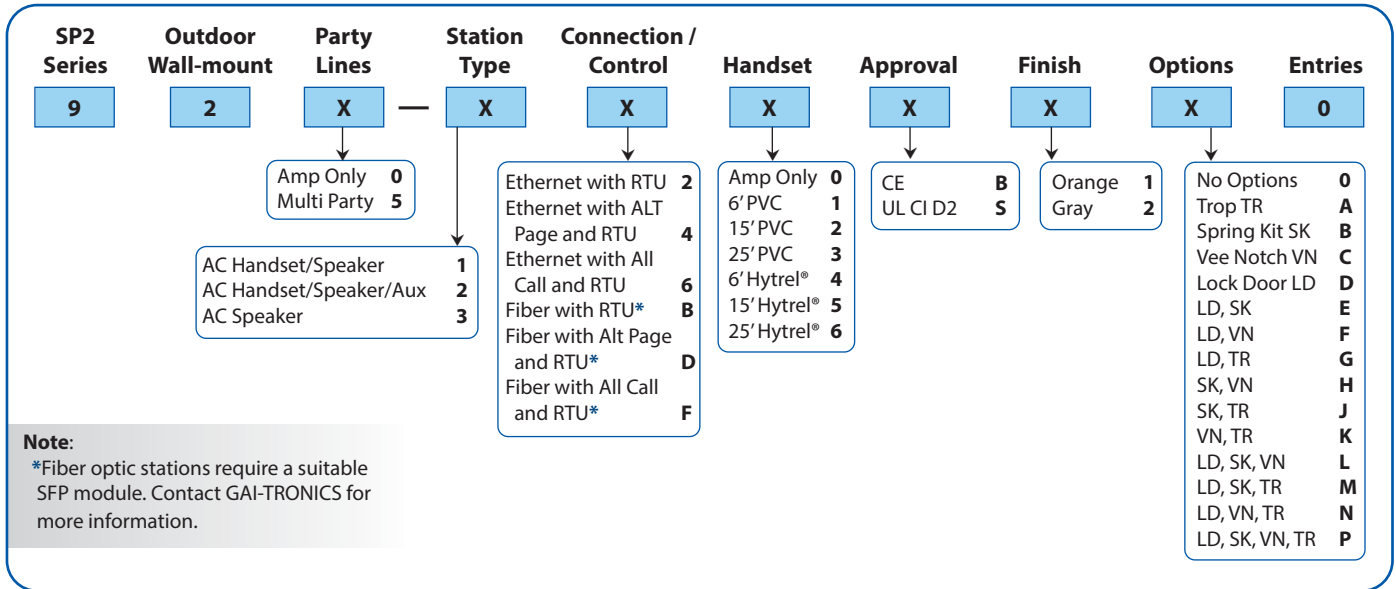 SP2 Series
Outdoor Wall-mount
Party Lines
Station Type
Connection / Control
Handset
Approval
Finish
Options
Entries
9 2 X — X X X X X X 0
Amp Only 0
Multi Party 5
AC Handset/Speaker 1
AC Handset/Speaker/Aux 2
AC Speaker 3
Ethernet with RTU 2
Ethernet with ALT
Page and RTU 4
Ethernet with All
Call and RTU 6
Fiber with RTU* B
Fiber with Alt Page
and RTU* D
Fiber with All Call
and RTU* F
Amp Only 0
6' PVC 1
15' PVC 2
25' PVC 3
6' Hytrel® 4
15' Hytrel® 5
25' Hytrel® 6
CE B
UL CI D2 S
Orange 1
Gray 2
No Options 0
Trop TR A
Spring Kit SK B
Vee Notch VN C
Lock Door LD D
LD, SK E
LD, VN F
LD, TR G
SK, VN H
SK, TR J
VN, TR K
LD, SK, VN L
LD, SK, TR M
LD, VN, TR N
LD, SK, VN, TR P
Note:
*Fiber optic stations require a suitable
SFP module. Contact GAI-TRONICS for
more information.